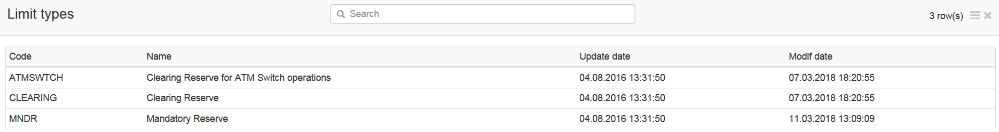 Limit types
Search
3 row(s)
Code Name Update date Modif date
ATMSWTCH Clearing Reserve for ATM Switch operations 04.08.2016 13:31:50 07.03.2018 18:20:55
CLEARING Clearing Reserve 04.08.2016 13:31:50 07.03.2018 18:20:55
MNDR Mandatory Reserve 04.08.2016 13:31:50 11.03.2018 13:09:09